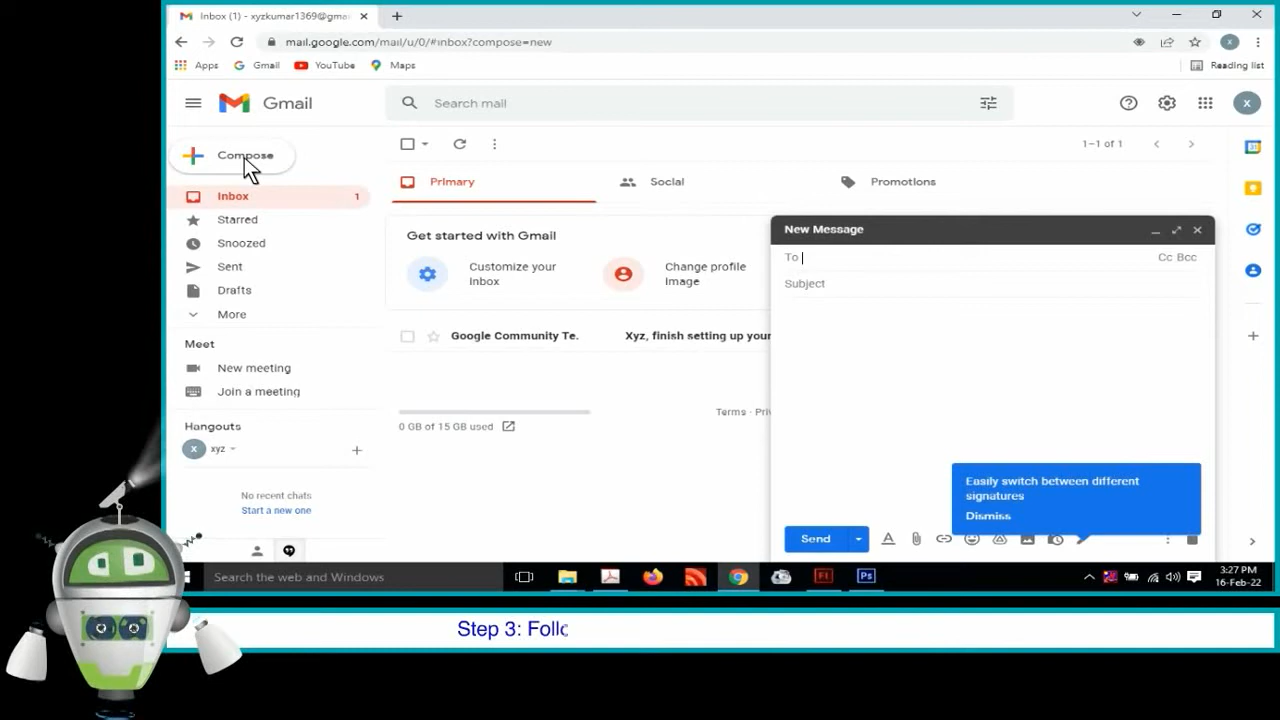 Inbox (1) - xyzkumar1369@gma
mail.google.com/mail/u/0/#inbox?compose=new
x
Apps Gmail YouTube Maps Reading list
Gmail Search mail x
Compose 1–1 of 1
Primary Social Promotions
Inbox 1
Starred
Snoozed
Sent
Drafts
More
Meet
New meeting
Join a meeting
Hangouts
x xyz
No recent chats
Start a new one
Get started with Gmail
Customize your
Inbox
Change profile
Image
Google Community Te. Xyz, finish setting up your
0 GB of 15 GB used
Terms · Pri
New Message
To Cc Bcc
Subject
Easily switch between different
signatures
Dismiss
Send
Search the web and Windows
Fl
Ps
3:27 PM
16-Feb-22
Step 3: Follo